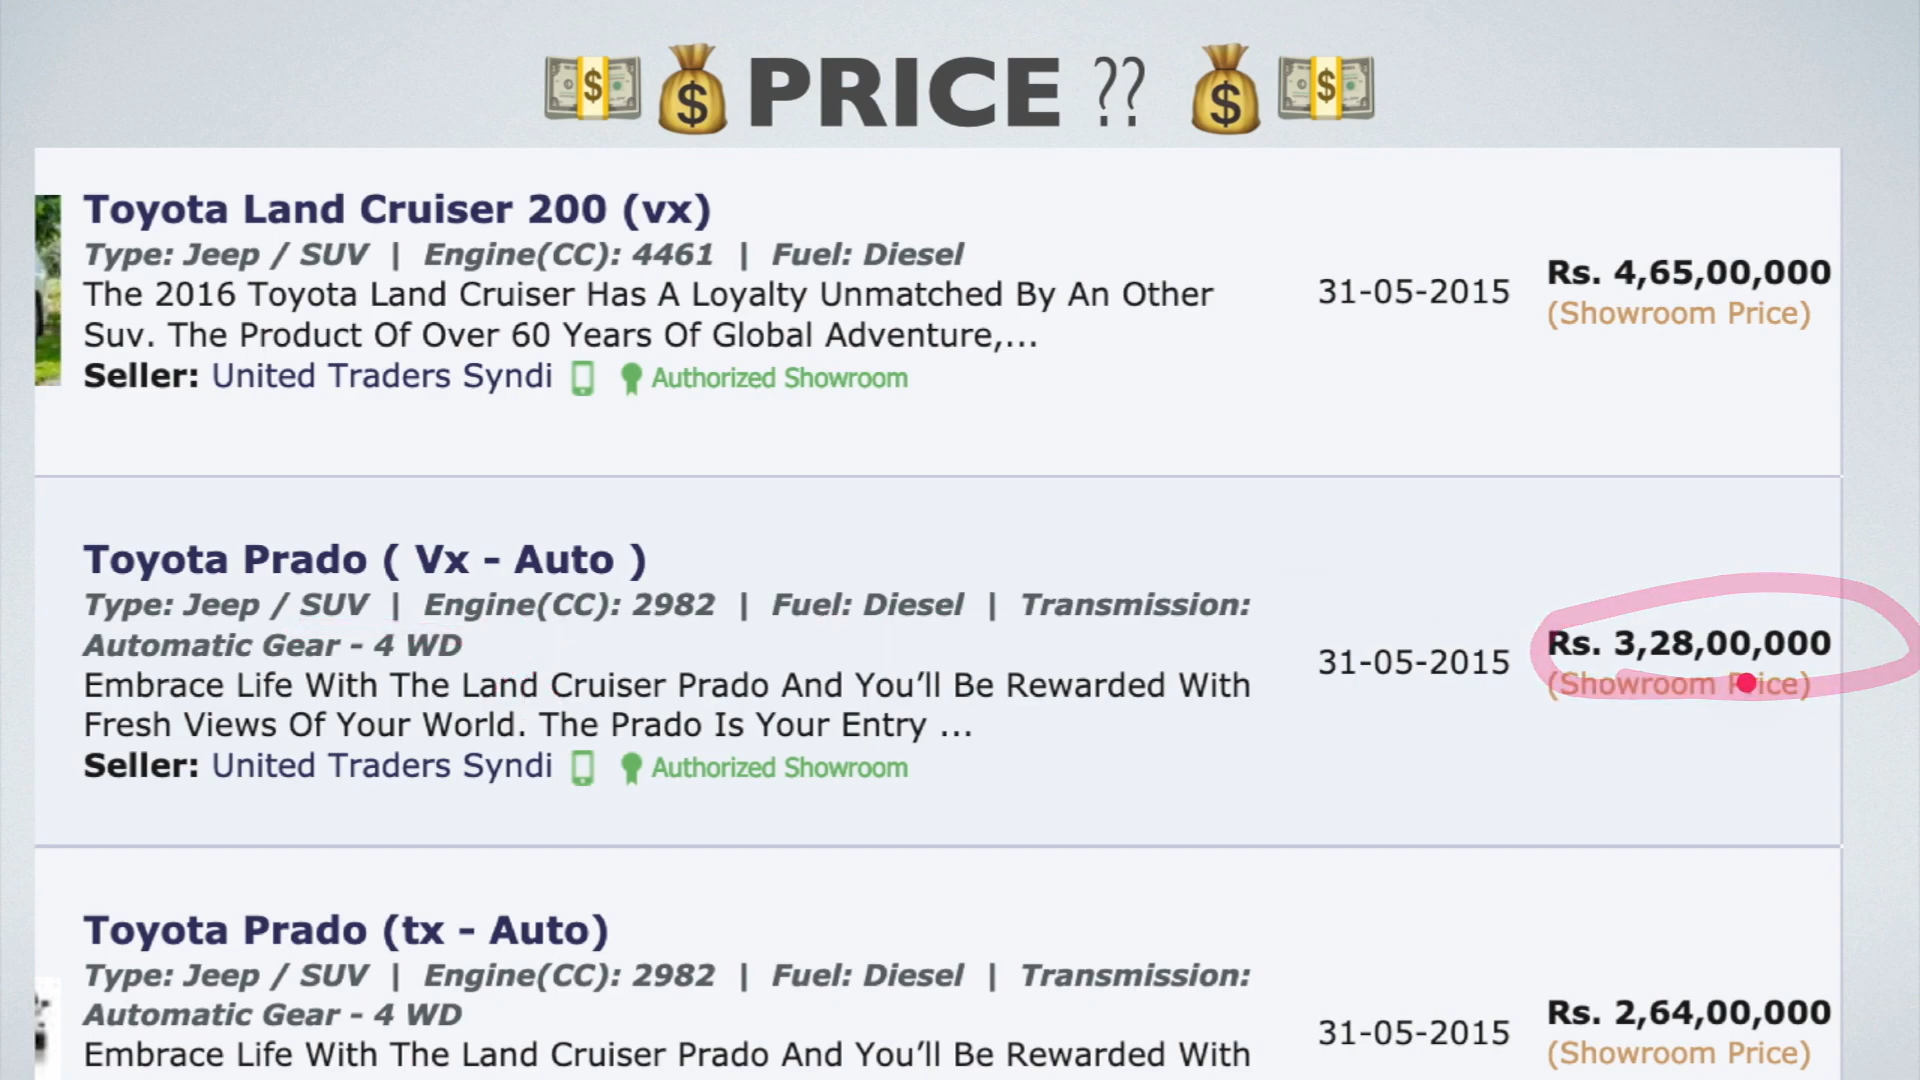 PRICE ??
Toyota Land Cruiser 200 (vx)
Type: Jeep / SUV | Engine(CC): 4461 | Fuel: Diesel
The 2016 Toyota Land Cruiser Has A Loyalty Unmatched By An Other
Suv. The Product Of Over 60 Years Of Global Adventure,...
Seller: United Traders Syndi Authorized Showroom
31-05-2015
Rs. 4,65,00,000
(Showroom Price)
Toyota Prado ( Vx - Auto )
Type: Jeep / SUV | Engine(CC): 2982 | Fuel: Diesel | Transmission:
Automatic Gear - 4 WD
Embrace Life With The Land Cruiser Prado And You’ll Be Rewarded With
Fresh Views Of Your World. The Prado Is Your Entry ...
Seller: United Traders Syndi Authorized Showroom
31-05-2015
Rs. 3,28,00,000
(Showroom Price)
Toyota Prado (tx - Auto)
Type: Jeep / SUV | Engine(CC): 2982 | Fuel: Diesel | Transmission:
Automatic Gear - 4 WD
Embrace Life With The Land Cruiser Prado And You’ll Be Rewarded With
31-05-2015
Rs. 2,64,00,000
(Showroom Price)